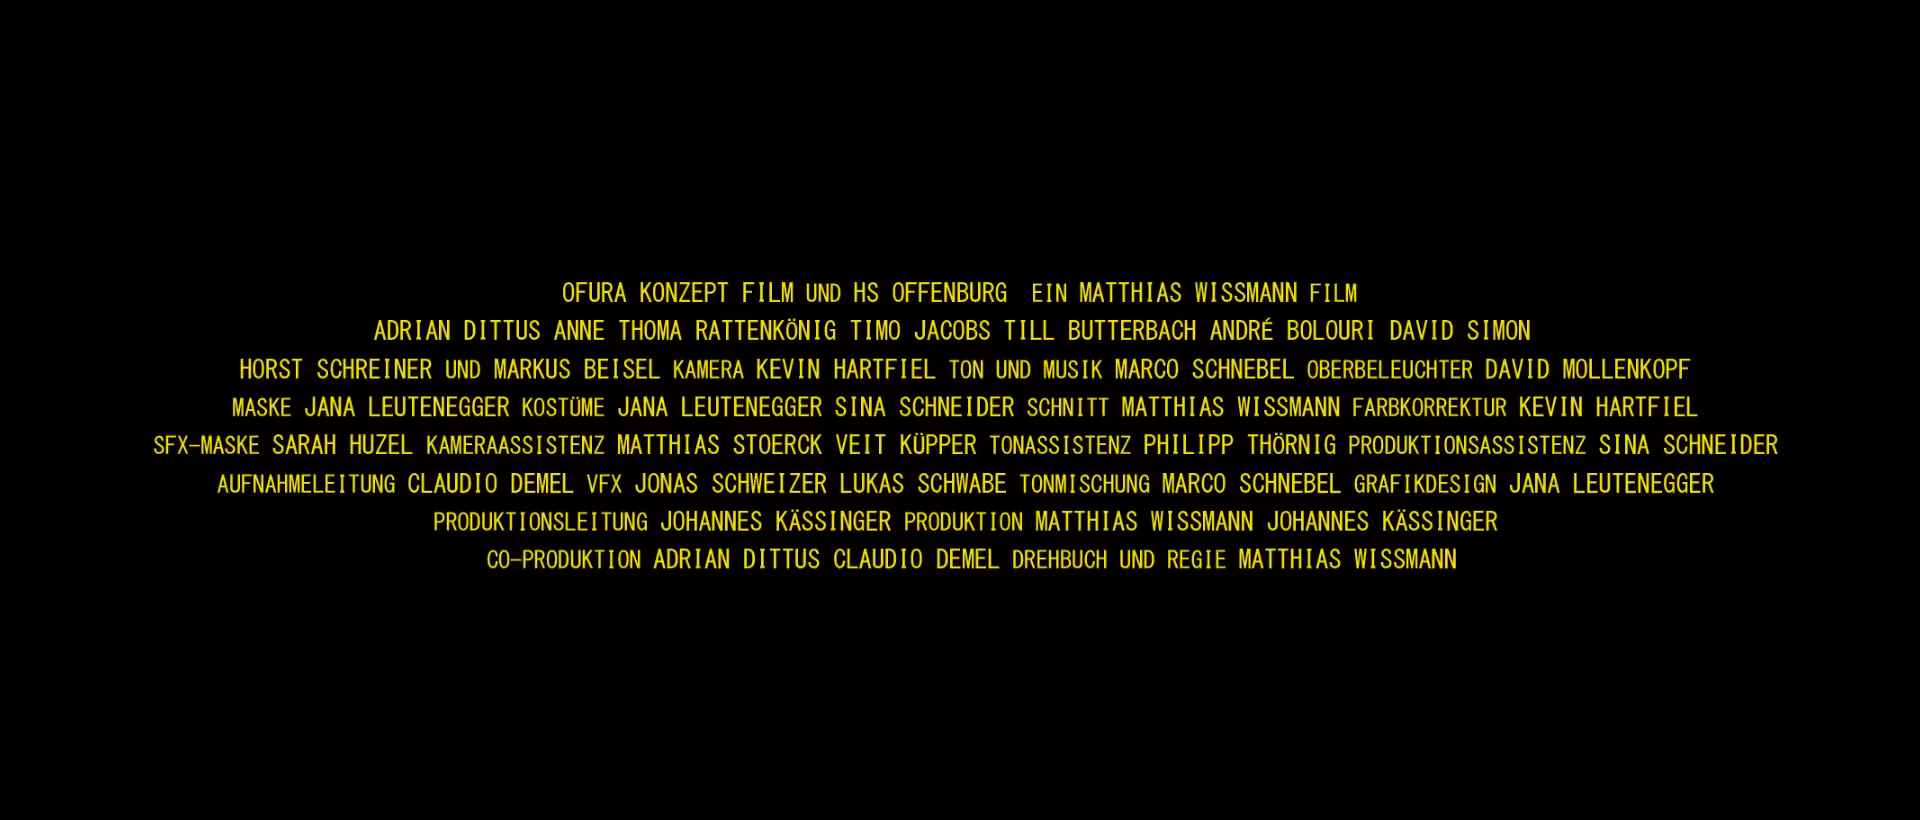 OFURA KONZEPT FILM UND HS OFFENBURG EIN MATTHIAS WISSMANN FILM
ADRIAN DITTUS ANNE THOMA RATTENKÖNIG TIMO JACOBS TILL BUTTERBACH ANDRÉ BOLOURI DAVID SIMON
HORST SCHREINER UND MARKUS BEISEL KAMERA KEVIN HARTFIEL TON UND MUSIK MARCO SCHNEBEL OBERBELEUCHTER DAVID MOLLENKOPF
MASKE JANA LEUTENEGGER KOSTÜME JANA LEUTENEGGER SINA SCHNEIDER SCHNITT MATTHIAS WISSMANN FARBKORREKTUR KEVIN HARTFIEL
SFX-MASKE SARAH HUZEL KAMERAASSISTENZ MATTHIAS STOERCK VEIT KÜPPER TONASSISTENZ PHILIPP THÖRNIG PRODUKTIONSASSISTENZ SINA SCHNEIDER
AUFNAHMELEITUNG CLAUDIO DEMEL VFX JONAS SCHWEIZER LUKAS SCHWABE TONMISCHUNG MARCO SCHNEBEL GRAFIKDESIGN JANA LEUTENEGGER
PRODUKTIONSLEITUNG JOHANNES KÄSSINGER PRODUKTION MATTHIAS WISSMANN JOHANNES KÄSSINGER
CO-PRODUKTION ADRIAN DITTUS CLAUDIO DEMEL DREHBUCH UND REGIE MATTHIAS WISSMANN